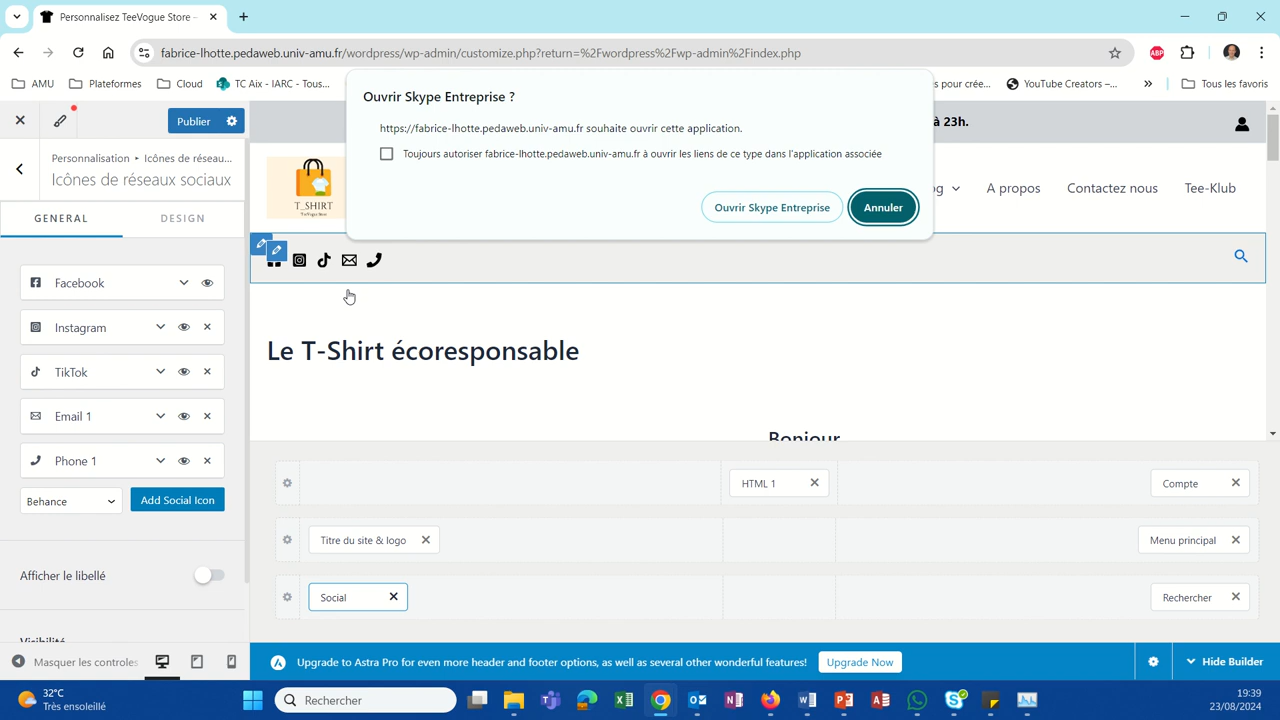 Personnalisez TeeVogue Store –
fabrice-lhotte.pedaweb.univ-amu.fr/wordpress/wp-admin/customize.php?return=%2Fwordpress%2Fwp-admin%2Findex.php
ABP
AMU
Plateformes
Cloud
TC Aix - IARC - Tous...
s pour crée...
YouTube Creators –...
»
Tous les favoris
Ouvrir Skype Entreprise ?
https://fabrice-lhotte.pedaweb.univ-amu.fr souhaite ouvrir cette application.
Toujours autoriser fabrice-lhotte.pedaweb.univ-amu.fr à ouvrir les liens de ce type dans l'application associée
Ouvrir Skype Entreprise
Annuler
Publier
Personnalisation ▸ Icônes de réseau...
Icônes de réseaux sociaux
GENERAL
DESIGN
Facebook
Instagram
TikTok
Email 1
Phone 1
Behance
Add Social Icon
Afficher le libellé
Visibilité
Masquer les controles
à 23h.
T_SHIRT
og
A propos
Contactez nous
Tee-Klub
Le T-Shirt écoresponsable
Bonjour
HTML 1
Compte
Titre du site & logo
Menu principal
Social
Rechercher
Upgrade to Astra Pro for even more header and footer options, as well as several other wonderful features!
Upgrade Now
Hide Builder
32°C
Très ensoleillé
Rechercher
19:39
23/08/2024